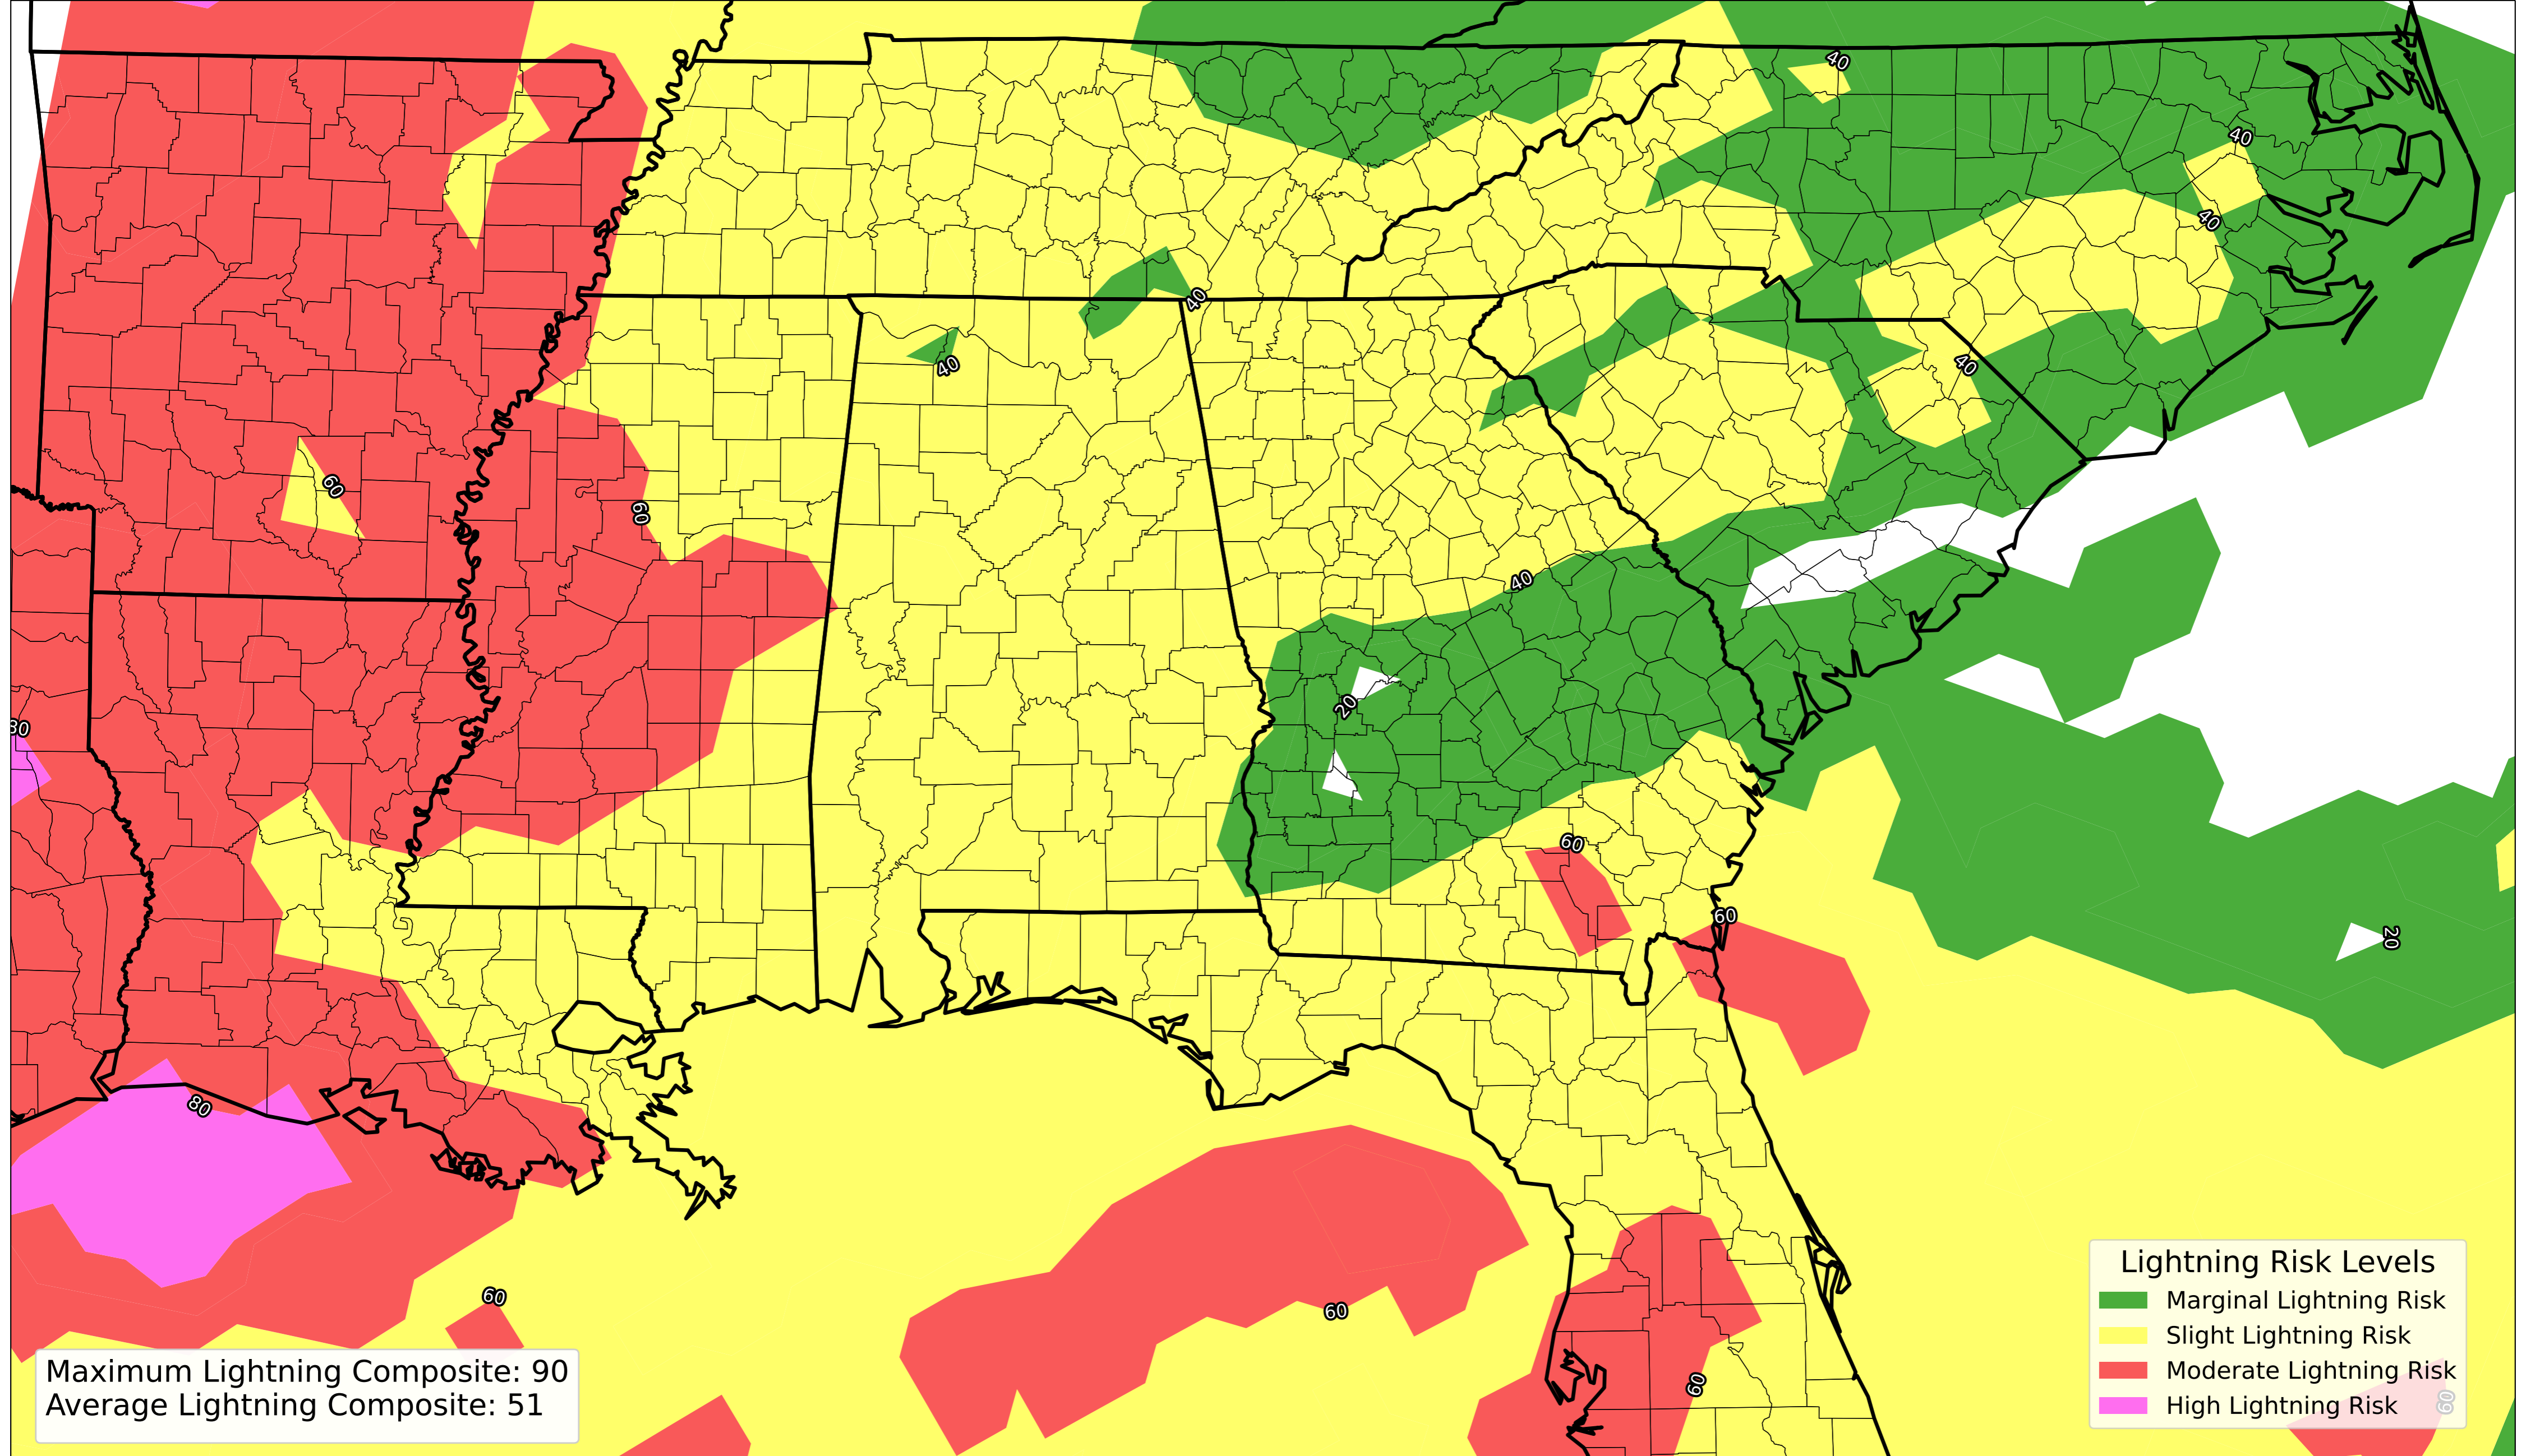 40
40
40
40
40
40
60
60
40
20
80
60
60
20
80
60
60
60
60
Lightning Risk Levels
Marginal Lightning Risk
Slight Lightning Risk
Moderate Lightning Risk
High Lightning Risk
Maximum Lightning Composite: 90
Average Lightning Composite: 51